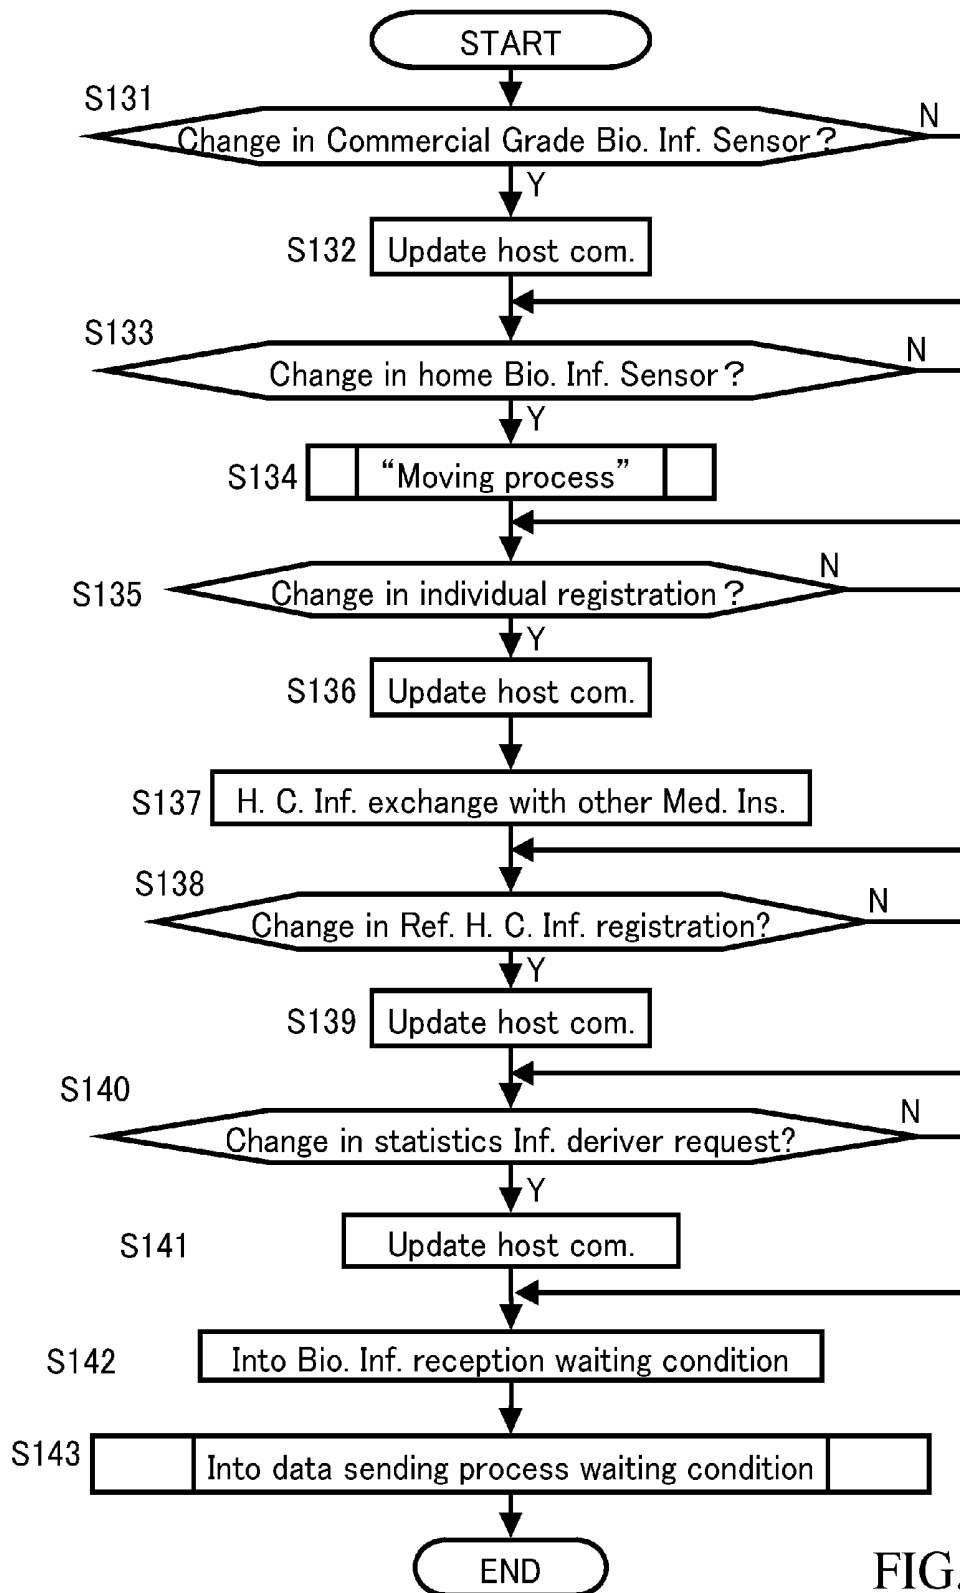 START
S131
Change in Commercial Grade Bio. Inf. Sensor?
N
Y
S132
Update host com.
S133
Change in home Bio. Inf. Sensor?
N
Y
S134
“Moving process”
S135
Change in individual registration?
N
Y
S136
Update host com.
S137
H. C. Inf. exchange with other Med. Ins.
S138
Change in Ref. H. C. Inf. registration?
N
Y
S139
Update host com.
S140
Change in statistics Inf. deriver request?
N
Y
S141
Update host com.
S142
Into Bio. Inf. reception waiting condition
S143
Into data sending process waiting condition
END
FIG.